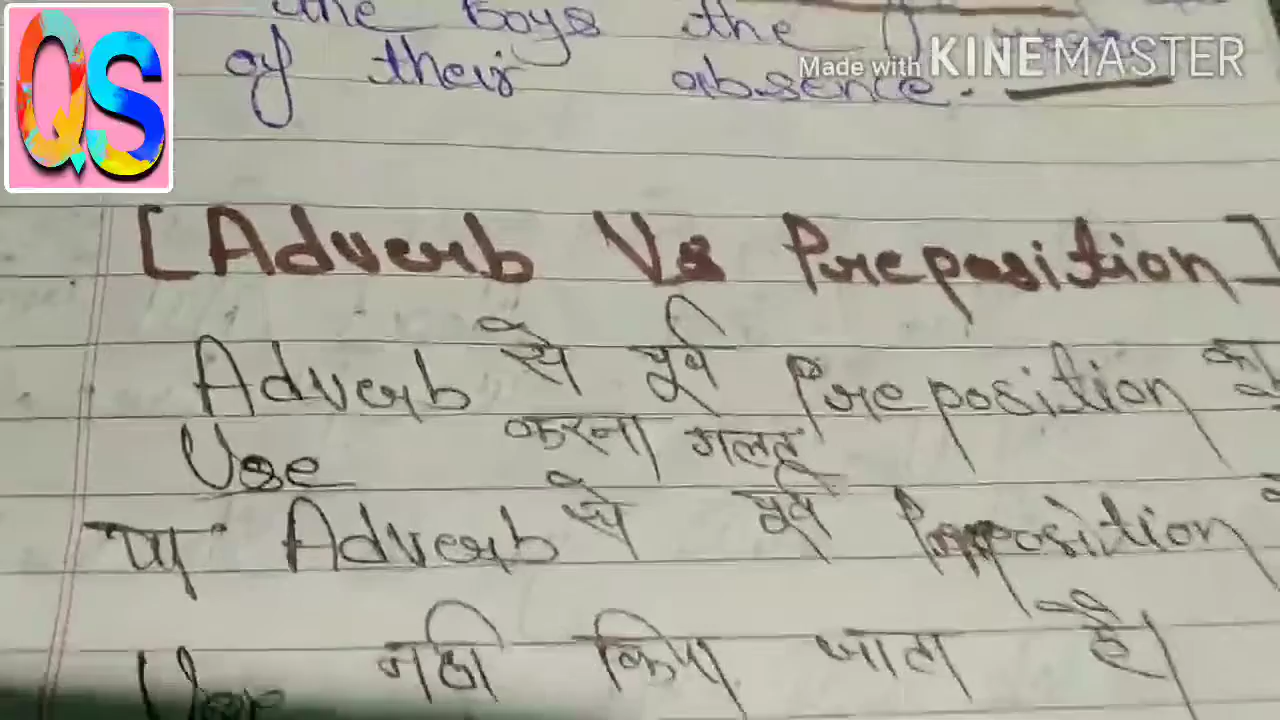 the Boys the
of their absence.
Made with KINEMASTER
QS
[Adverb Vs Preposition]
Adverb से पूर्व Preposition का
Use करना गलत
या Adverb से पूर्व Preposition
Use नही किया जाता है।